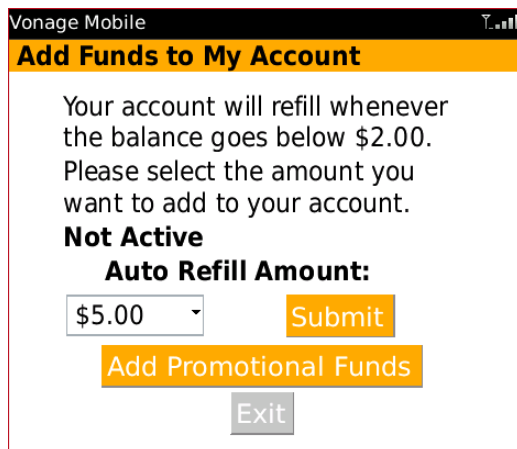 Vonage Mobile
Add Funds to My Account
Your account will refill whenever
the balance goes below $2.00.
Please select the amount you
want to add to your account.
Not Active
Auto Refill Amount:
$5.00 Submit
Add Promotional Funds
Exit